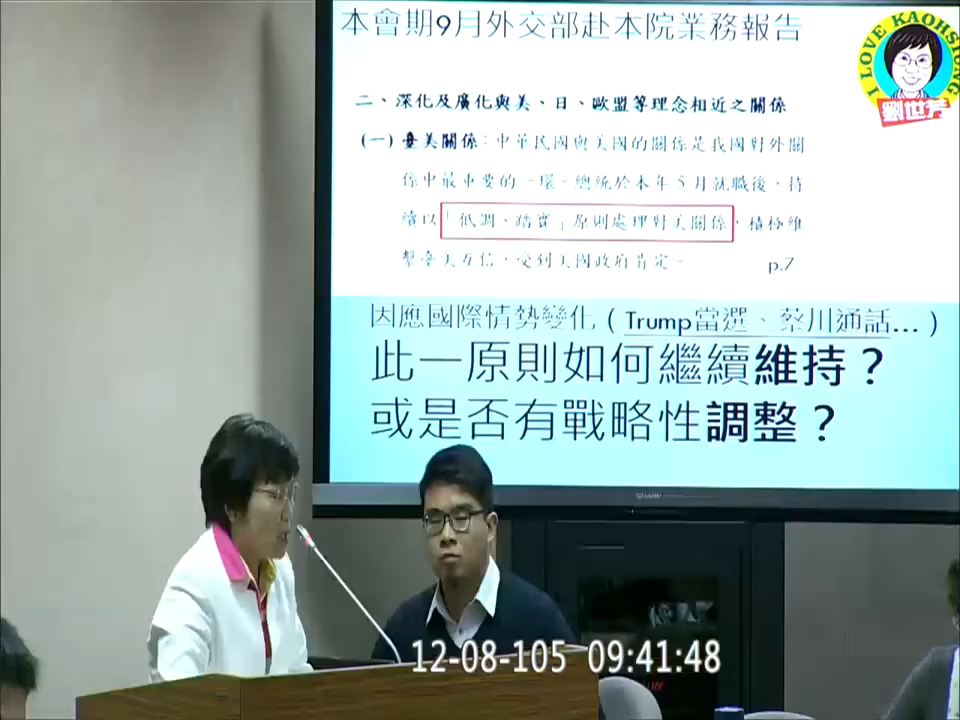 本會期9月外交部赴本院業務報告
I LOVE KAOHSIUNG
劉世芳
二、深化及廣化與美、日、歐盟等理念相近之關係
(一)臺美關係：中華民國與美國的關係是我國對外關
係中最重要的一環。總統於本年5月就職後，持
續以「低調、踏實」原則處理對美關係，積極維
繫臺美互信，受到美國政府肯定。
p.7
因應國際情勢變化（Trump當選、蔡川通話...）
此一原則如何繼續維持？
或是否有戰略性調整？
SHARP
12-08-105 09:41:48